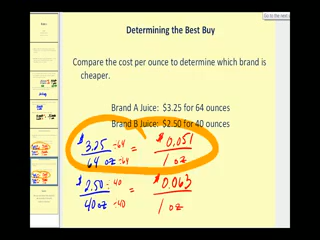 Determining the Best Buy
Compare the cost per ounce to determine which brand is
cheaper.
Brand A Juice: $3.25 for 64 ounces
Brand B Juice: $2.50 for 40 ounces
$3.25 ÷64 = $0.051
64 oz ÷64 1 oz
$2.50 ÷40 = $0.063
40 oz ÷40 1 oz